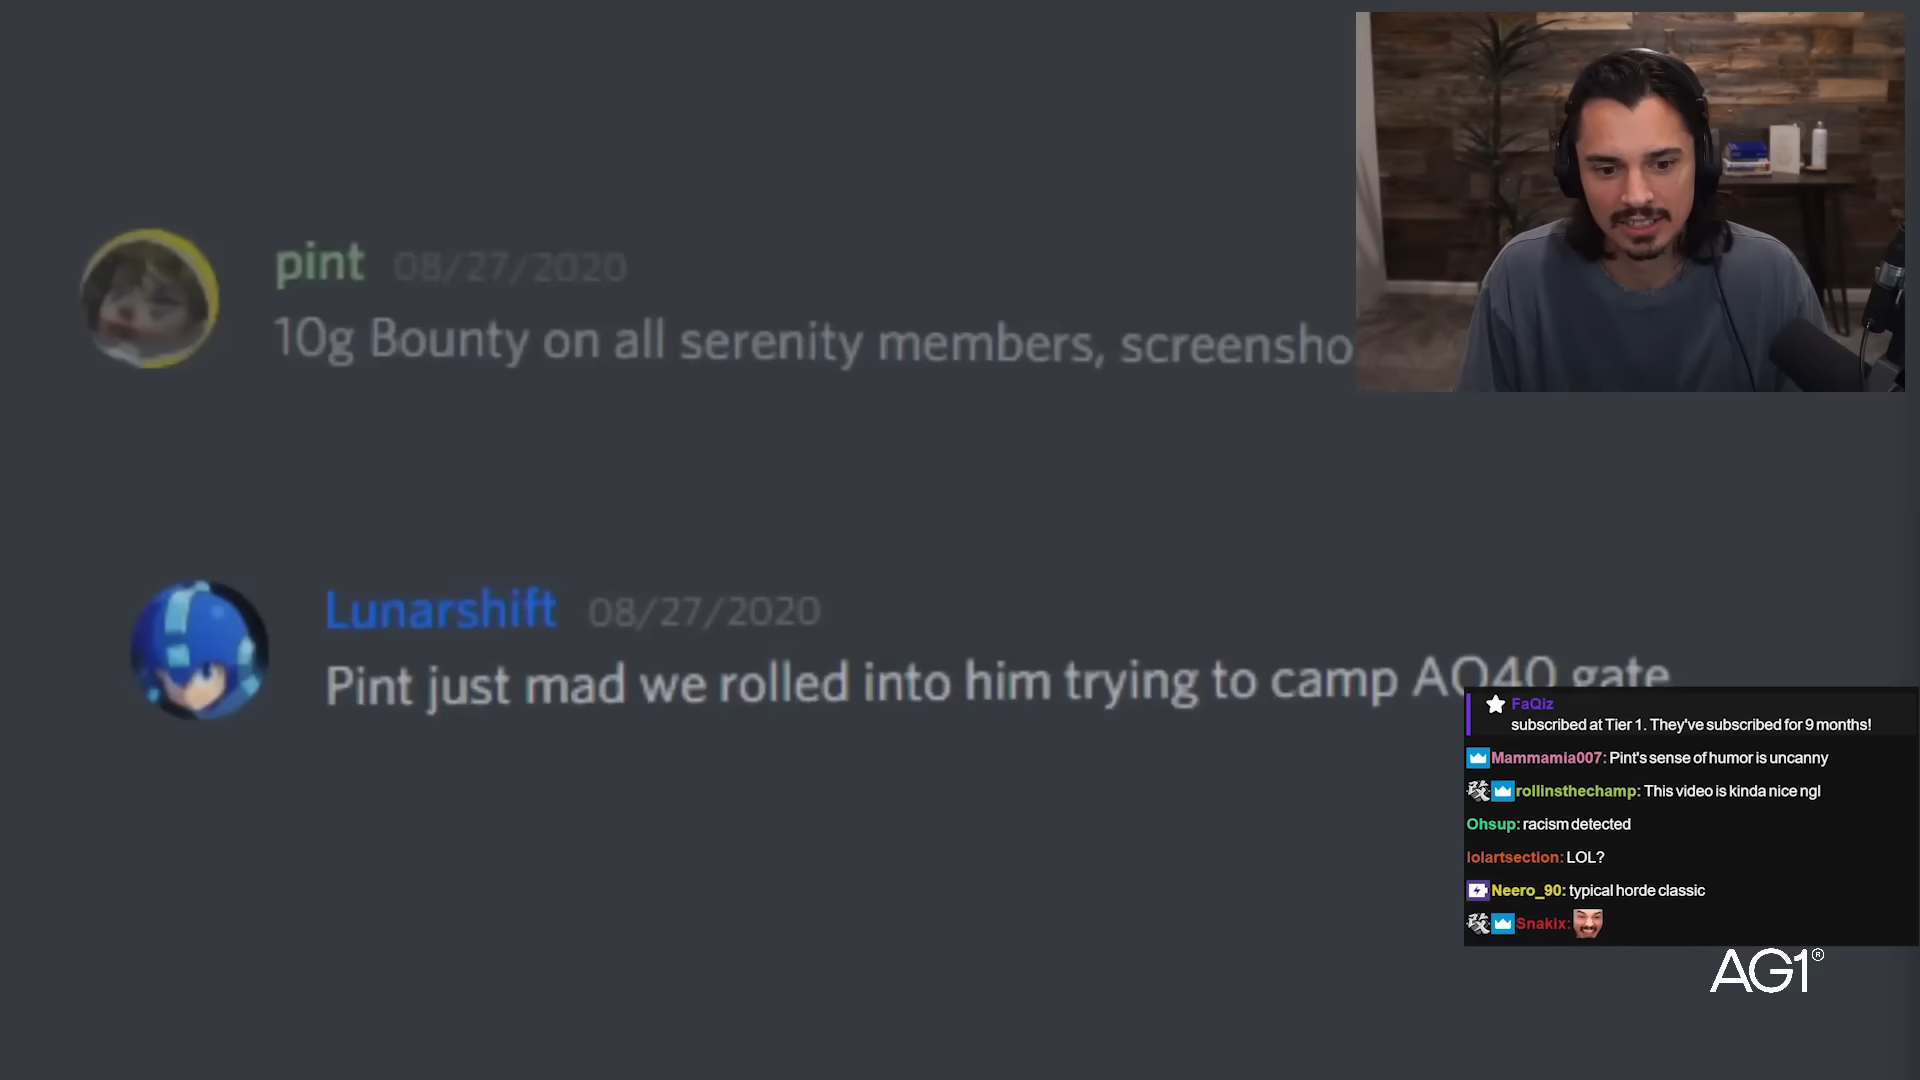 pint 08/27/2020
10g Bounty on all serenity members, screensho
Lunarshift 08/27/2020
Pint just mad we rolled into him trying to camp AQ40 gate
FaQiz
subscribed at Tier 1. They've subscribed for 9 months!
Mammamia007: Pint's sense of humor is uncanny
rollinsthechamp: This video is kinda nice ngl
Ohsup: racism detected
lolartsection: LOL?
Neero_90: typical horde classic
Snakix:
AG1®